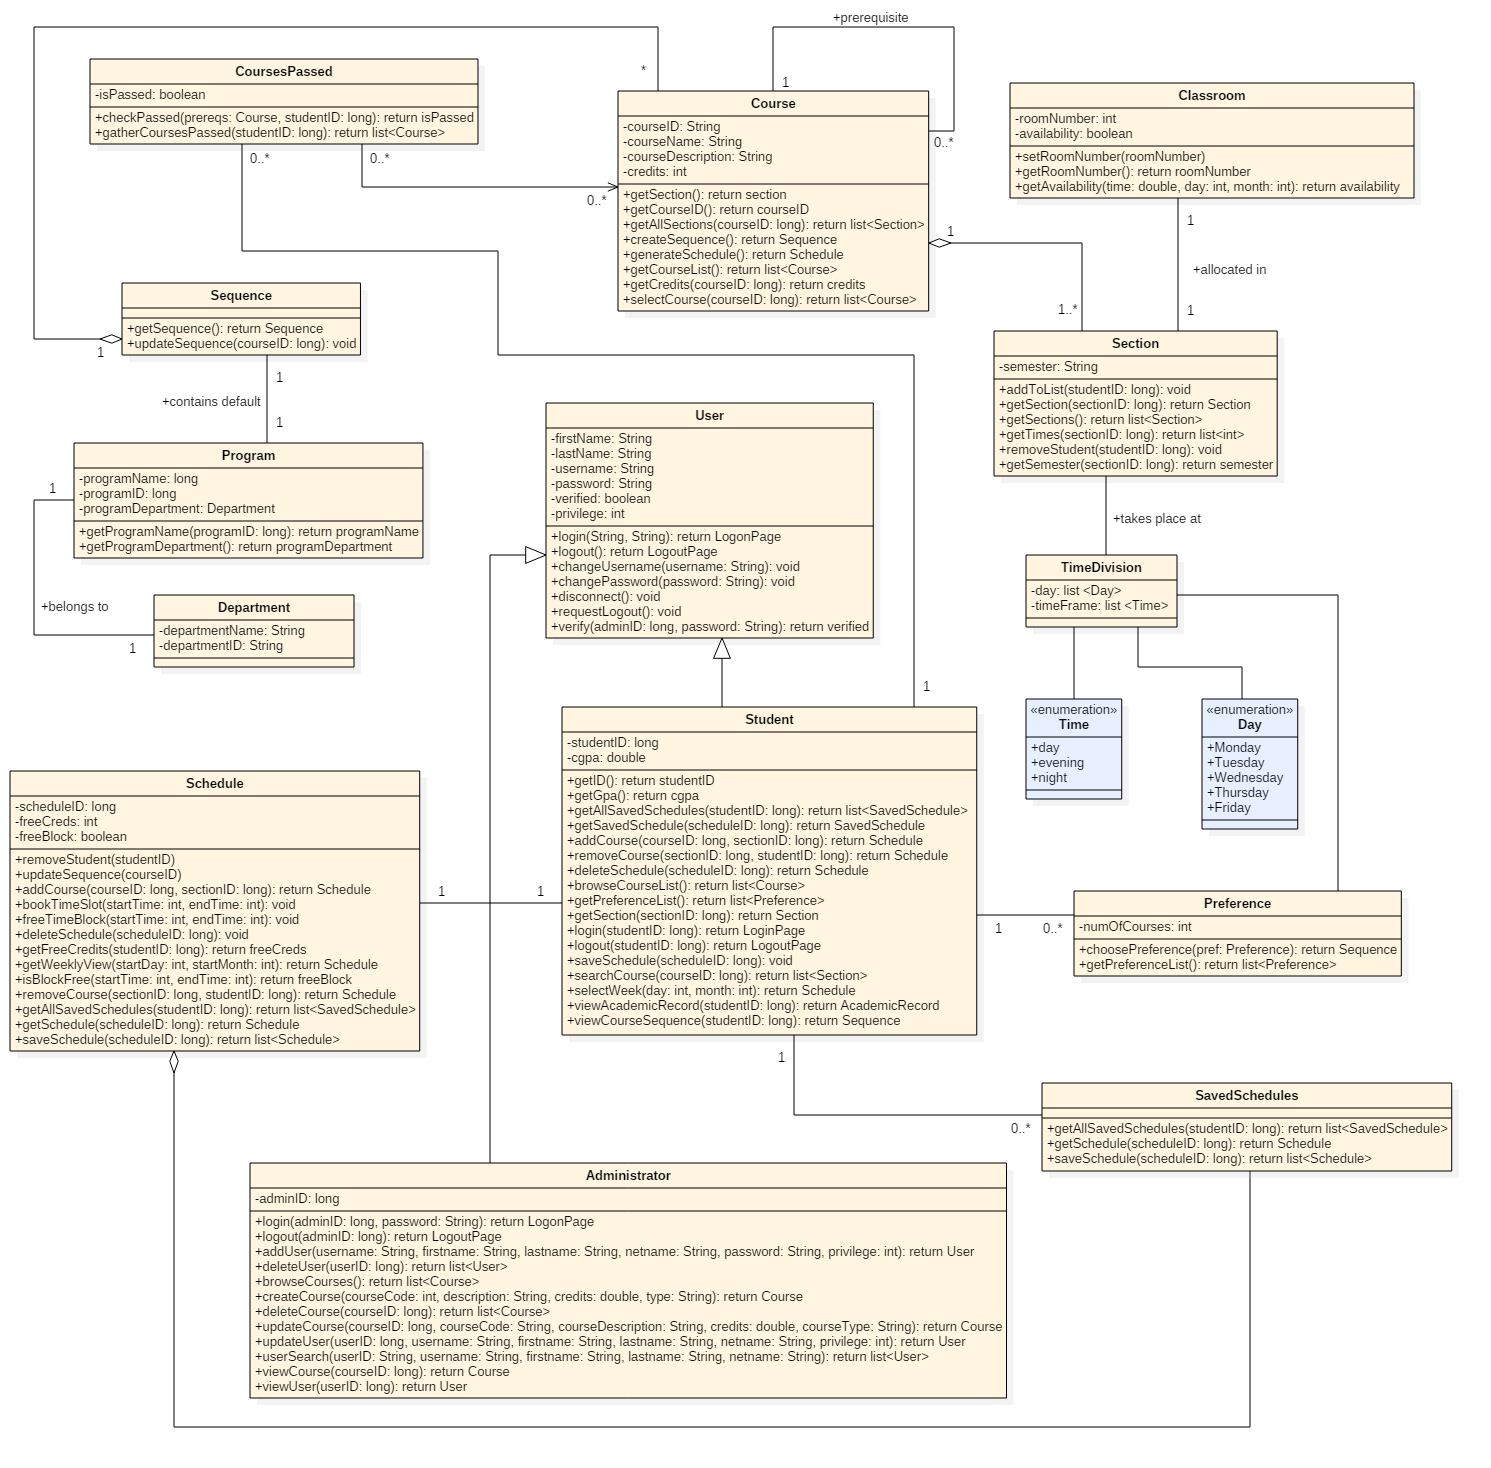 +prerequisite
*
1
0..*
CoursesPassed
-isPassed: boolean
+checkPassed(prereqs: Course, studentID: long): return isPassed
+gatherCoursesPassed(studentID: long): return list<Course>
0..*
0..*
0..*
Course
-courseID: String
-courseName: String
-courseDescription: String
-credits: int
+getSection(): return section
+getCourseID(): return courseID
+getAllSections(courseID: long): return list<Section>
+createSequence(): return Sequence
+generateSchedule(): return Schedule
+getCourseList(): return list<Course>
+getCredits(courseID: long): return credits
+selectCourse(courseID: long): return list<Course>
1
1..*
Classroom
-roomNumber: int
-availability: boolean
+setRoomNumber(roomNumber)
+getRoomNumber(): return roomNumber
+getAvailability(time: double, day: int, month: int): return availability
1
+allocated in
1
Sequence
+getSequence(): return Sequence
+updateSequence(courseID: long): void
1
1
+contains default
1
Section
-semester: String
+addToList(studentID: long): void
+getSection(sectionID: long): return Section
+getSections(): return list<Section>
+getTimes(sectionID: long): return list<int>
+removeStudent(studentID: long): void
+getSemester(sectionID: long): return semester
+takes place at
Program
-programName: long
-programID: long
-programDepartment: Department
+getProgramName(programID: long): return programName
+getProgramDepartment(): return programDepartment
1
+belongs to
1
Department
-departmentName: String
-departmentID: String
User
-firstName: String
-lastName: String
-username: String
-password: String
-verified: boolean
-privilege: int
+login(String, String): return LogonPage
+logout(): return LogoutPage
+changeUsername(username: String): void
+changePassword(password: String): void
+disconnect(): void
+requestLogout(): void
+verify(adminID: long, password: String): return verified
1
TimeDivision
-day: list <Day>
-timeFrame: list <Time>
«enumeration»
Time
+day
+evening
+night
«enumeration»
Day
+Monday
+Tuesday
+Wednesday
+Thursday
+Friday
Student
-studentID: long
-cgpa: double
+getID(): return studentID
+getGpa(): return cgpa
+getAllSavedSchedules(studentID: long): return list<SavedSchedule>
+getSavedSchedule(scheduleID: long): return SavedSchedule
+addCourse(courseID: long, sectionID: long): return Schedule
+removeCourse(sectionID: long, studentID: long): return Schedule
+deleteSchedule(scheduleID: long): return Schedule
+browseCourseList(): return list<Course>
+getPreferenceList(): return list<Preference>
+getSection(sectionID: long): return Section
+login(studentID: long): return LoginPage
+logout(studentID: long): return LogoutPage
+saveSchedule(scheduleID: long): void
+searchCourse(courseID: long): return list<Section>
+selectWeek(day: int, month: int): return Schedule
+viewAcademicRecord(studentID: long): return AcademicRecord
+viewCourseSequence(studentID: long): return Sequence
Schedule
-scheduleID: long
-freeCreds: int
-freeBlock: boolean
+removeStudent(studentID)
+updateSequence(courseID)
+addCourse(courseID: long, sectionID: long): return Schedule
+bookTimeSlot(startTime: int, endTime: int): void
+freeTimeBlock(startTime: int, endTime: int): void
+deleteSchedule(scheduleID: long): void
+getFreeCredits(studentID: long): return freeCreds
+getWeeklyView(startDay: int, startMonth: int): return Schedule
+isBlockFree(startTime: int, endTime: int): return freeBlock
+removeCourse(sectionID: long, studentID: long): return Schedule
+getAllSavedSchedules(studentID: long): return list<SavedSchedule>
+getSchedule(scheduleID: long): return Schedule
+saveSchedule(scheduleID: long): return list<Schedule>
1
1
1
0..*
Preference
-numOfCourses: int
+choosePreference(pref: Preference): return Sequence
+getPreferenceList(): return list<Preference>
1
0..*
SavedSchedules
+getAllSavedSchedules(studentID: long): return list<SavedSchedule>
+getSchedule(scheduleID: long): return Schedule
+saveSchedule(scheduleID: long): return list<Schedule>
Administrator
-adminID: long
+login(adminID: long, password: String): return LogonPage
+logout(adminID: long): return LogoutPage
+addUser(username: String, firstname: String, lastname: String, netname: String, password: String, privilege: int): return User
+deleteUser(userID: long): return list<User>
+browseCourses(): return list<Course>
+createCourse(courseCode: int, description: String, credits: double, type: String): return Course
+deleteCourse(courseID: long): return list<Course>
+updateCourse(courseID: long, courseCode: String, courseDescription: String, credits: double, courseType: String): return Course
+updateUser(userID: long, username: String, firstname: String, lastname: String, netname: String, privilege: int): return User
+userSearch(userID: String, username: String, firstname: String, lastname: String, netname: String): return list<User>
+viewCourse(courseID: long): return Course
+viewUser(userID: long): return User